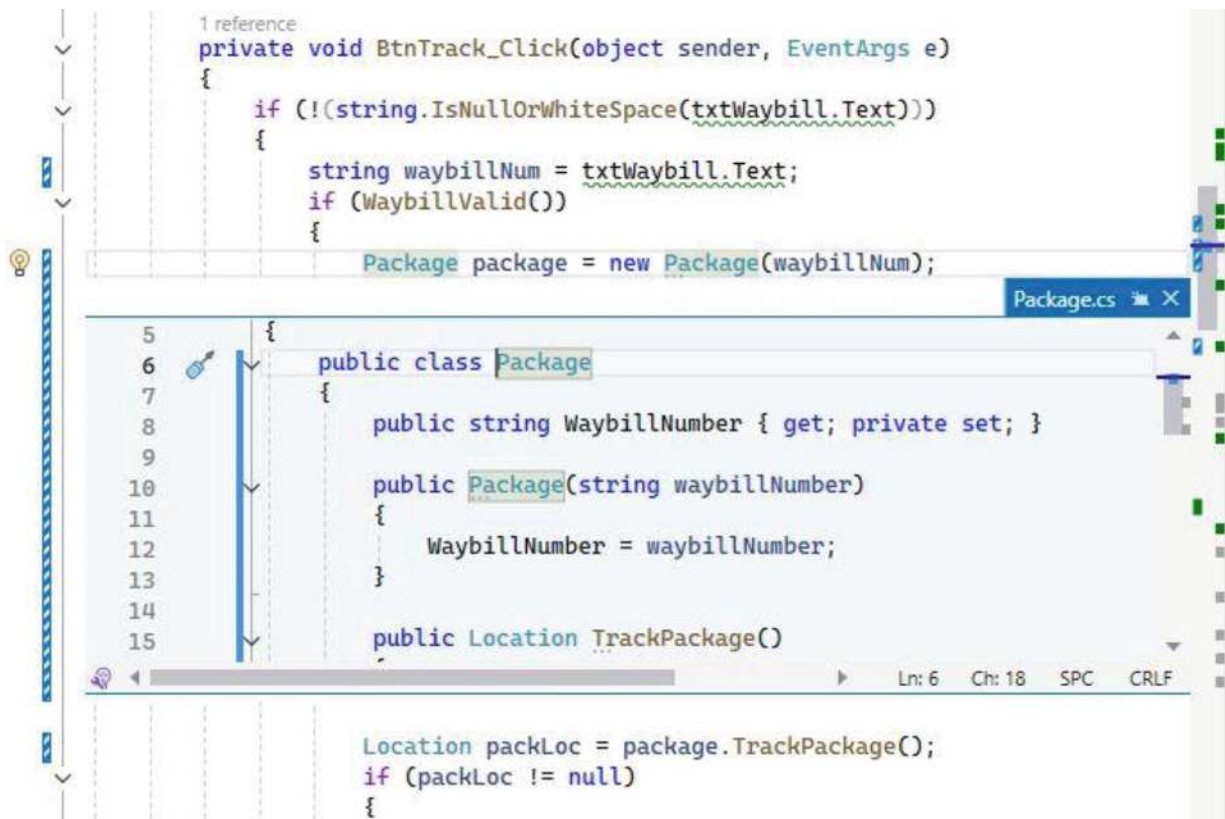 1 reference
private void BtnTrack_Click(object sender, EventArgs e)
{
if (!(string.IsNullOrWhiteSpace(txtWaybill.Text)))
{
string waybillNum = txtWaybill.Text;
if (WaybillValid())
{
Package package = new Package(waybillNum);
Package.cs
5 {
6 public class Package
7 {
8 public string WaybillNumber { get; private set; }
9
10 public Package(string waybillNumber)
11 {
12 WaybillNumber = waybillNumber;
13 }
14
15 public Location TrackPackage()
Ln: 6 Ch: 18 SPC CRLF
Location packLoc = package.TrackPackage();
if (packLoc != null)
{